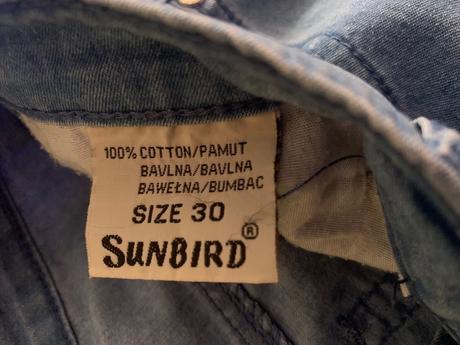 100% COTTON/PAMUT
BAVLNA/BAVLNA
BAWEŁNA/BUMBAC
SIZE 30
SUNBIRD®